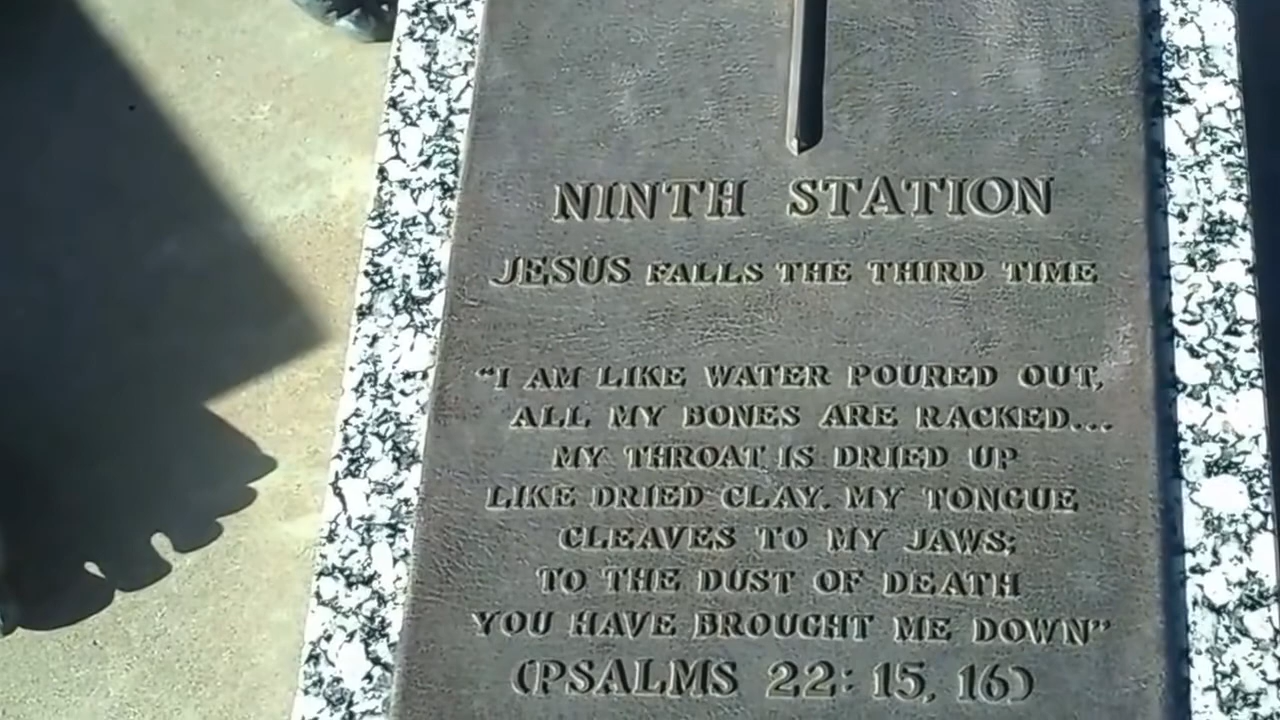 NINTH STATION
JESUS FALLS THE THIRD TIME
“I AM LIKE WATER POURED OUT,
ALL MY BONES ARE RACKED...
MY THROAT IS DRIED UP
LIKE DRIED CLAY. MY TONGUE
CLEAVES TO MY JAWS;
TO THE DUST OF DEATH
YOU HAVE BROUGHT ME DOWN”
(PSALMS 22: 15, 16)